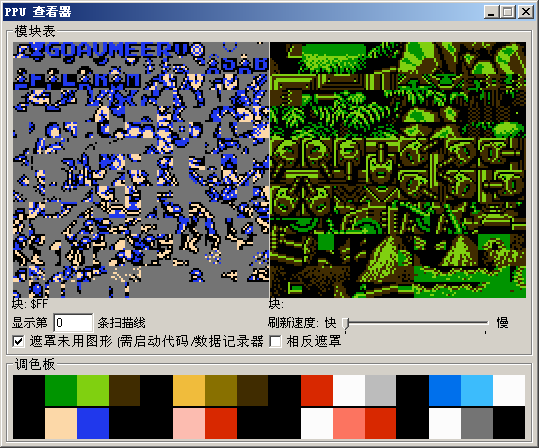 PPU 查看器
模块表
块: $FF
块:
显示第 0 条扫描线
刷新速度: 快 慢
遮罩未用图形 (需启动代码/数据记录器
相反遮罩
调色板